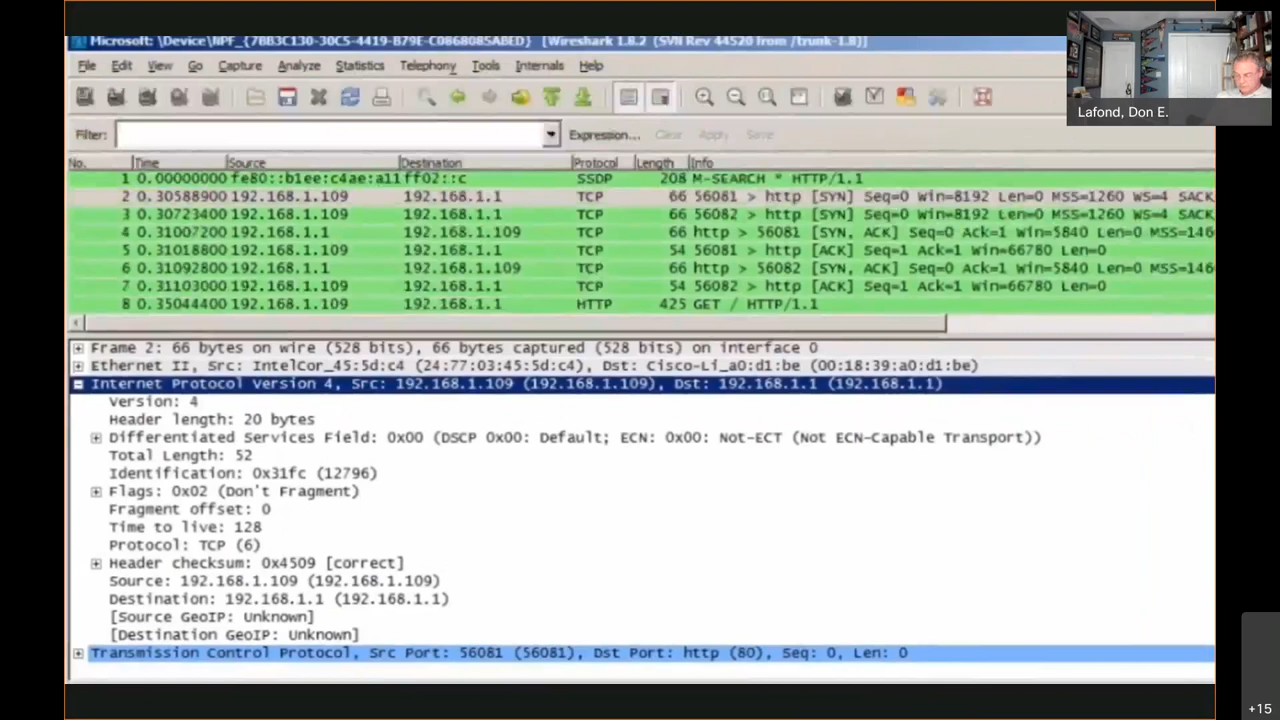 Microsoft: \Device\NPF_{7BB3C130-30C5-4419-B79E-C0868085ABED} [Wireshark 1.8.2 (SVN Rev 44520 from /trunk-1.8)]
Lafond, Don E.
File Edit View Go Capture Analyze Statistics Telephony Tools Internals Help
Filter: Expression... Clear Apply Save
No. Time Source Destination Protocol Length Info
1 0.00000000 fe80::b1ee:c4ae:a11 ff02::c SSDP 208 M-SEARCH * HTTP/1.1
2 0.30588900 192.168.1.109 192.168.1.1 TCP 66 56081 > http [SYN] Seq=0 Win=8192 Len=0 MSS=1260 WS=4 SACK
3 0.30723400 192.168.1.109 192.168.1.1 TCP 66 56082 > http [SYN] Seq=0 Win=8192 Len=0 MSS=1260 WS=4 SACK
4 0.31007200 192.168.1.1 192.168.1.109 TCP 66 http > 56081 [SYN, ACK] Seq=0 Ack=1 Win=5840 Len=0 MSS=146
5 0.31018800 192.168.1.109 192.168.1.1 TCP 54 56081 > http [ACK] Seq=1 Ack=1 Win=66780 Len=0
6 0.31092800 192.168.1.1 192.168.1.109 TCP 66 http > 56082 [SYN, ACK] Seq=0 Ack=1 Win=5840 Len=0 MSS=146
7 0.31103000 192.168.1.109 192.168.1.1 TCP 54 56082 > http [ACK] Seq=1 Ack=1 Win=66780 Len=0
8 0.35044400 192.168.1.109 192.168.1.1 HTTP 425 GET / HTTP/1.1
Frame 2: 66 bytes on wire (528 bits), 66 bytes captured (528 bits) on interface 0
Ethernet II, Src: IntelCor_45:5d:c4 (24:77:03:45:5d:c4), Dst: Cisco-Li_a0:d1:be (00:18:39:a0:d1:be)
Internet Protocol Version 4, Src: 192.168.1.109 (192.168.1.109), Dst: 192.168.1.1 (192.168.1.1)
Version: 4
Header length: 20 bytes
Differentiated Services Field: 0x00 (DSCP 0x00: Default; ECN: 0x00: Not-ECT (Not ECN-Capable Transport))
Total Length: 52
Identification: 0x31fc (12796)
Flags: 0x02 (Don't Fragment)
Fragment offset: 0
Time to live: 128
Protocol: TCP (6)
Header checksum: 0x4509 [correct]
Source: 192.168.1.109 (192.168.1.109)
Destination: 192.168.1.1 (192.168.1.1)
[Source GeoIP: Unknown]
[Destination GeoIP: Unknown]
Transmission Control Protocol, Src Port: 56081 (56081), Dst Port: http (80), Seq: 0, Len: 0
+15